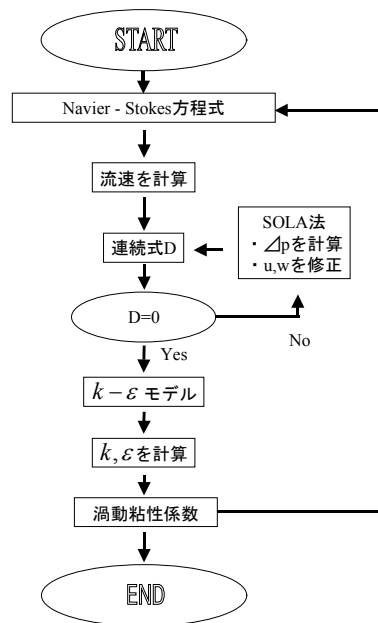 START
Navier - Stokes方程式
流速を計算
連続式D
SOLA法
・⊿pを計算
・u,wを修正
D=0
No
Yes
k − ε モデル
k, εを計算
渦動粘性係数
END